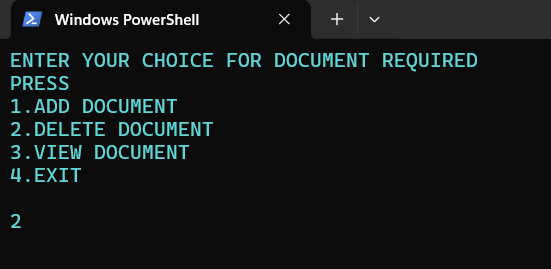 Windows PowerShell
ENTER YOUR CHOICE FOR DOCUMENT REQUIRED
PRESS
1.ADD DOCUMENT
2.DELETE DOCUMENT
3.VIEW DOCUMENT
4.EXIT
2